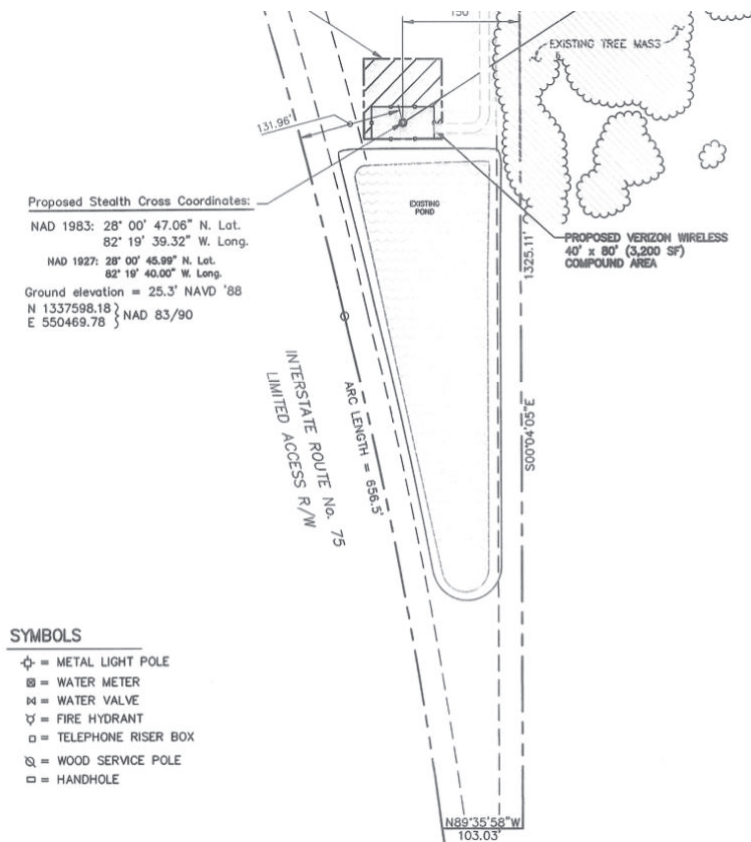 150'
EXISTING TREE MASS
131.96'
Proposed Stealth Cross Coordinates:
NAD 1983: 28° 00' 47.06" N. Lat.
82° 19' 39.32" W. Long.
NAD 1927: 28° 00' 45.99" N. Lat.
82° 19' 40.00" W. Long.
Ground elevation = 25.3' NAVD '88
N 1337598.18
E 550469.78 } NAD 83/90
EXISTING
POND
PROPOSED VERIZON WIRELESS
40' x 80' (3,200 SF)
COMPOUND AREA
1325.11'
S00°04'05"E
INTERSTATE ROUTE No. 75
LIMITED ACCESS R/W
ARC LENGTH = 656.5'
SYMBOLS
= METAL LIGHT POLE
= WATER METER
= WATER VALVE
= FIRE HYDRANT
= TELEPHONE RISER BOX
= WOOD SERVICE POLE
= HANDHOLE
N89°35'58"W
103.03'